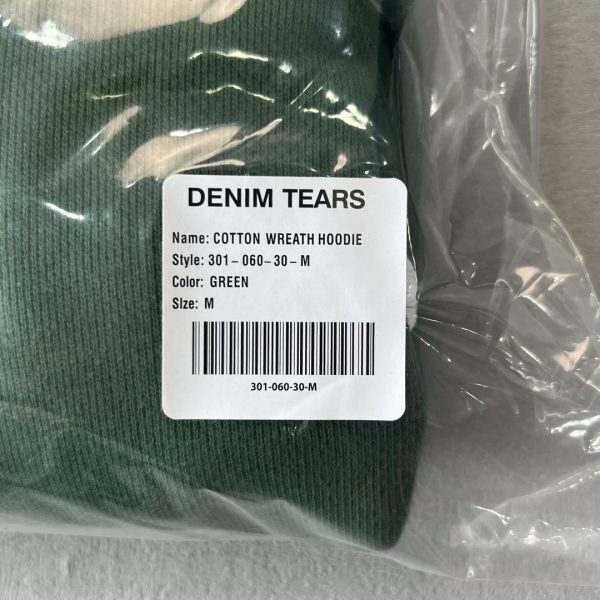 DENIM TEARS
Name: COTTON WREATH HOODIE
Style: 301-060-30-M
Color: GREEN
SIze: M
301-060-30-M